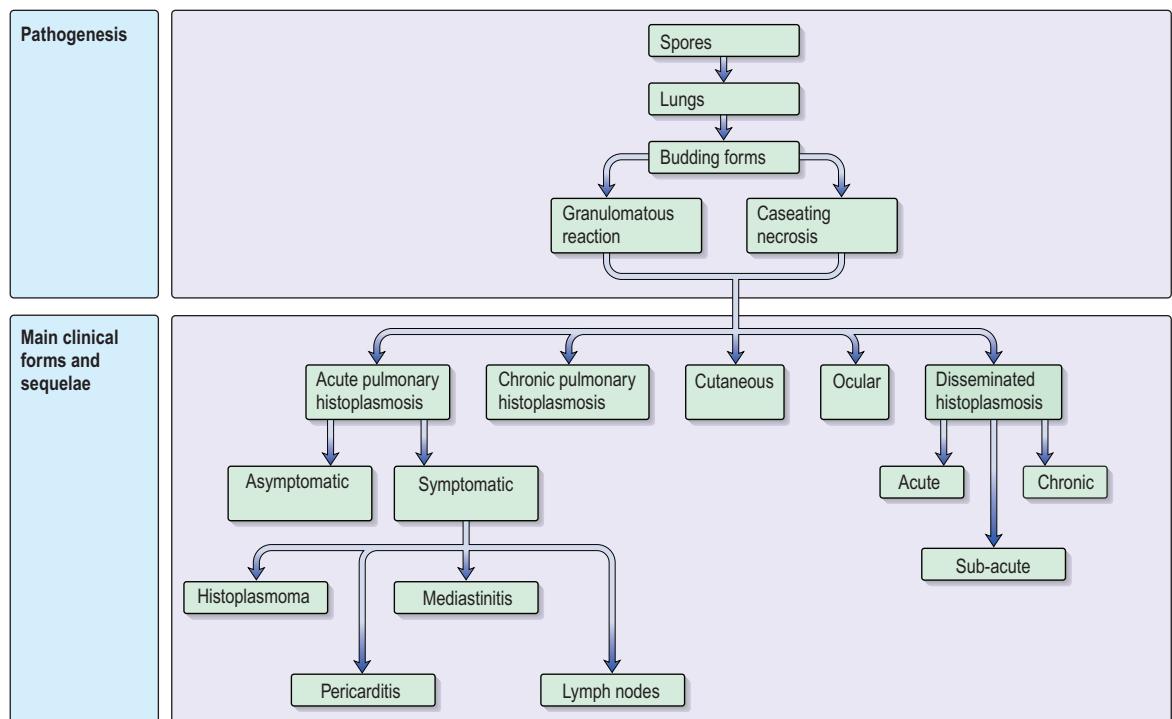 Pathogenesis
Spores
Lungs
Budding forms
Granulomatous
reaction
Caseating
necrosis
Main clinical
forms and
sequelae
Acute pulmonary
histoplasmosis
Chronic pulmonary
histoplasmosis
Cutaneous
Ocular
Disseminated
histoplasmosis
Asymptomatic
Symptomatic
Acute
Chronic
Sub-acute
Histoplasmoma
Mediastinitis
Pericarditis
Lymph nodes